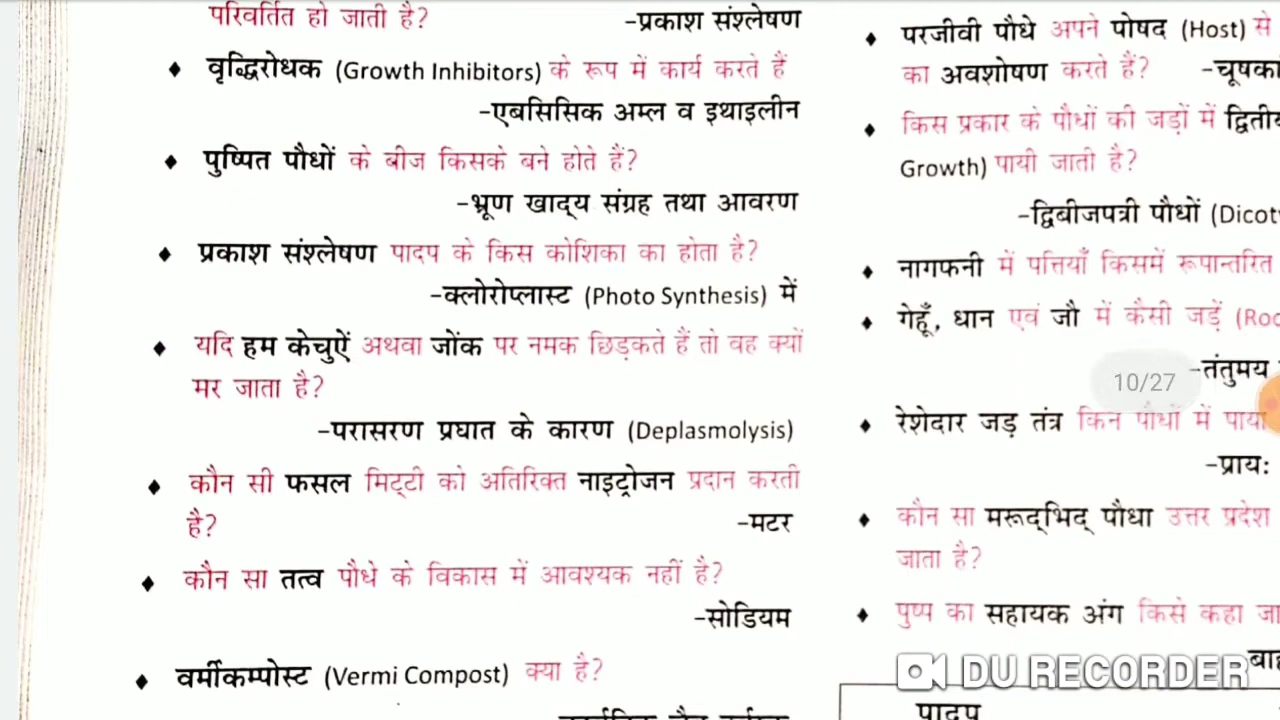 परिवर्तित हो जाती है?
-प्रकाश संश्लेषण
♦ वृद्धिरोधक (Growth Inhibitors) के रूप में कार्य करते हैं
-एबसिसिक अम्ल व इथाइलीन
♦ पुष्पित पौधों के बीज किसके बने होते हैं?
-भ्रूण खाद्य संग्रह तथा आवरण
♦ प्रकाश संश्लेषण पादप के किस कोशिका का होता है?
-क्लोरोप्लास्ट (Photo Synthesis) में
♦ यदि हम केचुऐं अथवा जोंक पर नमक छिड़कते हैं तो वह क्यों
मर जाता है?
-परासरण प्रघात के कारण (Deplasmolysis)
♦ कौन सी फसल मिट्टी को अतिरिक्त नाइट्रोजन प्रदान करती
है?
-मटर
♦ कौन सा तत्व पौधे के विकास में आवश्यक नहीं है?
-सोडियम
♦ वर्मीकम्पोस्ट (Vermi Compost) क्या है?
♦ परजीवी पौधे अपने पोषद (Host) से
का अवशोषण करते हैं?
♦ किस प्रकार के पौधों की जड़ों में
Growth) पायी जाती है?
-द्विबीजपत्री पौधों
♦ नागफनी में पत्तियाँ किसमें रूपान्तरित
♦ गेहूँ, धान एवं जौ में कैसी जड़ें
-तंतुमय
10/27
♦ रेशेदार जड़ तंत्र किन पौधों में पाया
-प्राय:
♦ कौन सा मरूद्भिद् पौधा उत्तर प्रदेश
जाता है?
♦ पुष्प का सहायक अंग किसे कहा
DU RECORDER
पादप